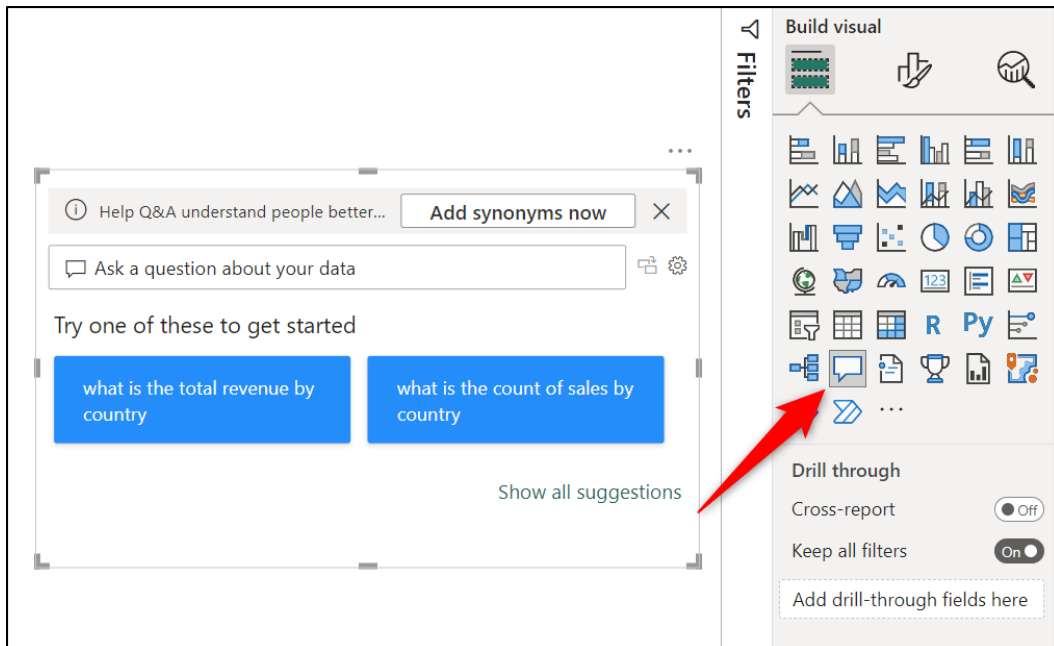 Build visual
Filters
Help Q&A understand people better...
Add synonyms now
Ask a question about your data
Try one of these to get started
what is the total revenue by
country
what is the count of sales by
country
Show all suggestions
123
R
Py
Drill through
Cross-report
Off
Keep all filters
On
Add drill-through fields here